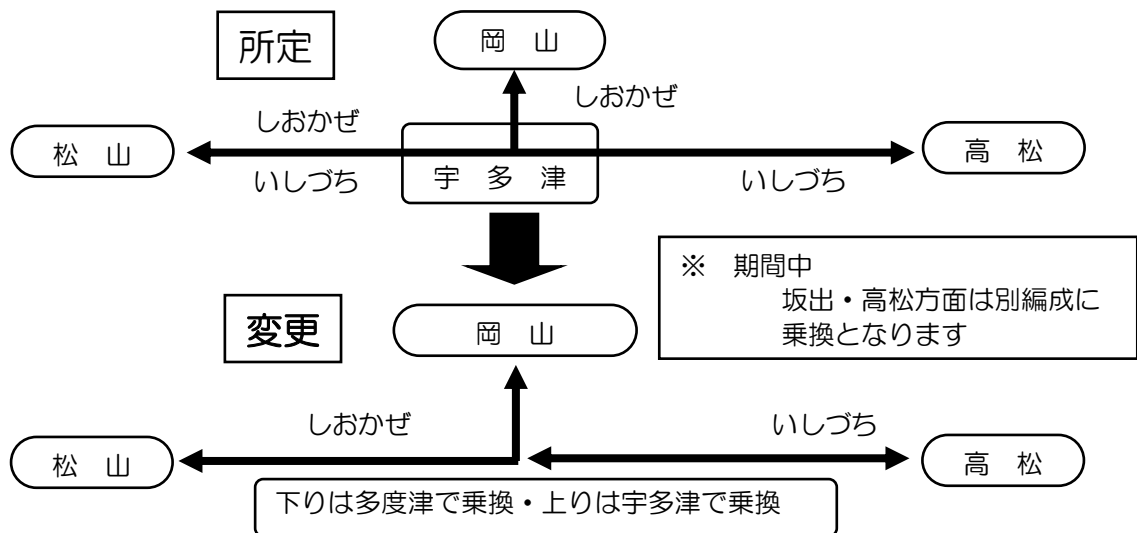 所定
岡 山
しおかぜ
しおかぜ
松 山
高 松
いしづち
宇 多 津
いしづち
※ 期間中
坂出・高松方面は別編成に
乗換となります
変更
岡 山
しおかぜ
いしづち
松 山
高 松
下りは多度津で乗換・上りは宇多津で乗換